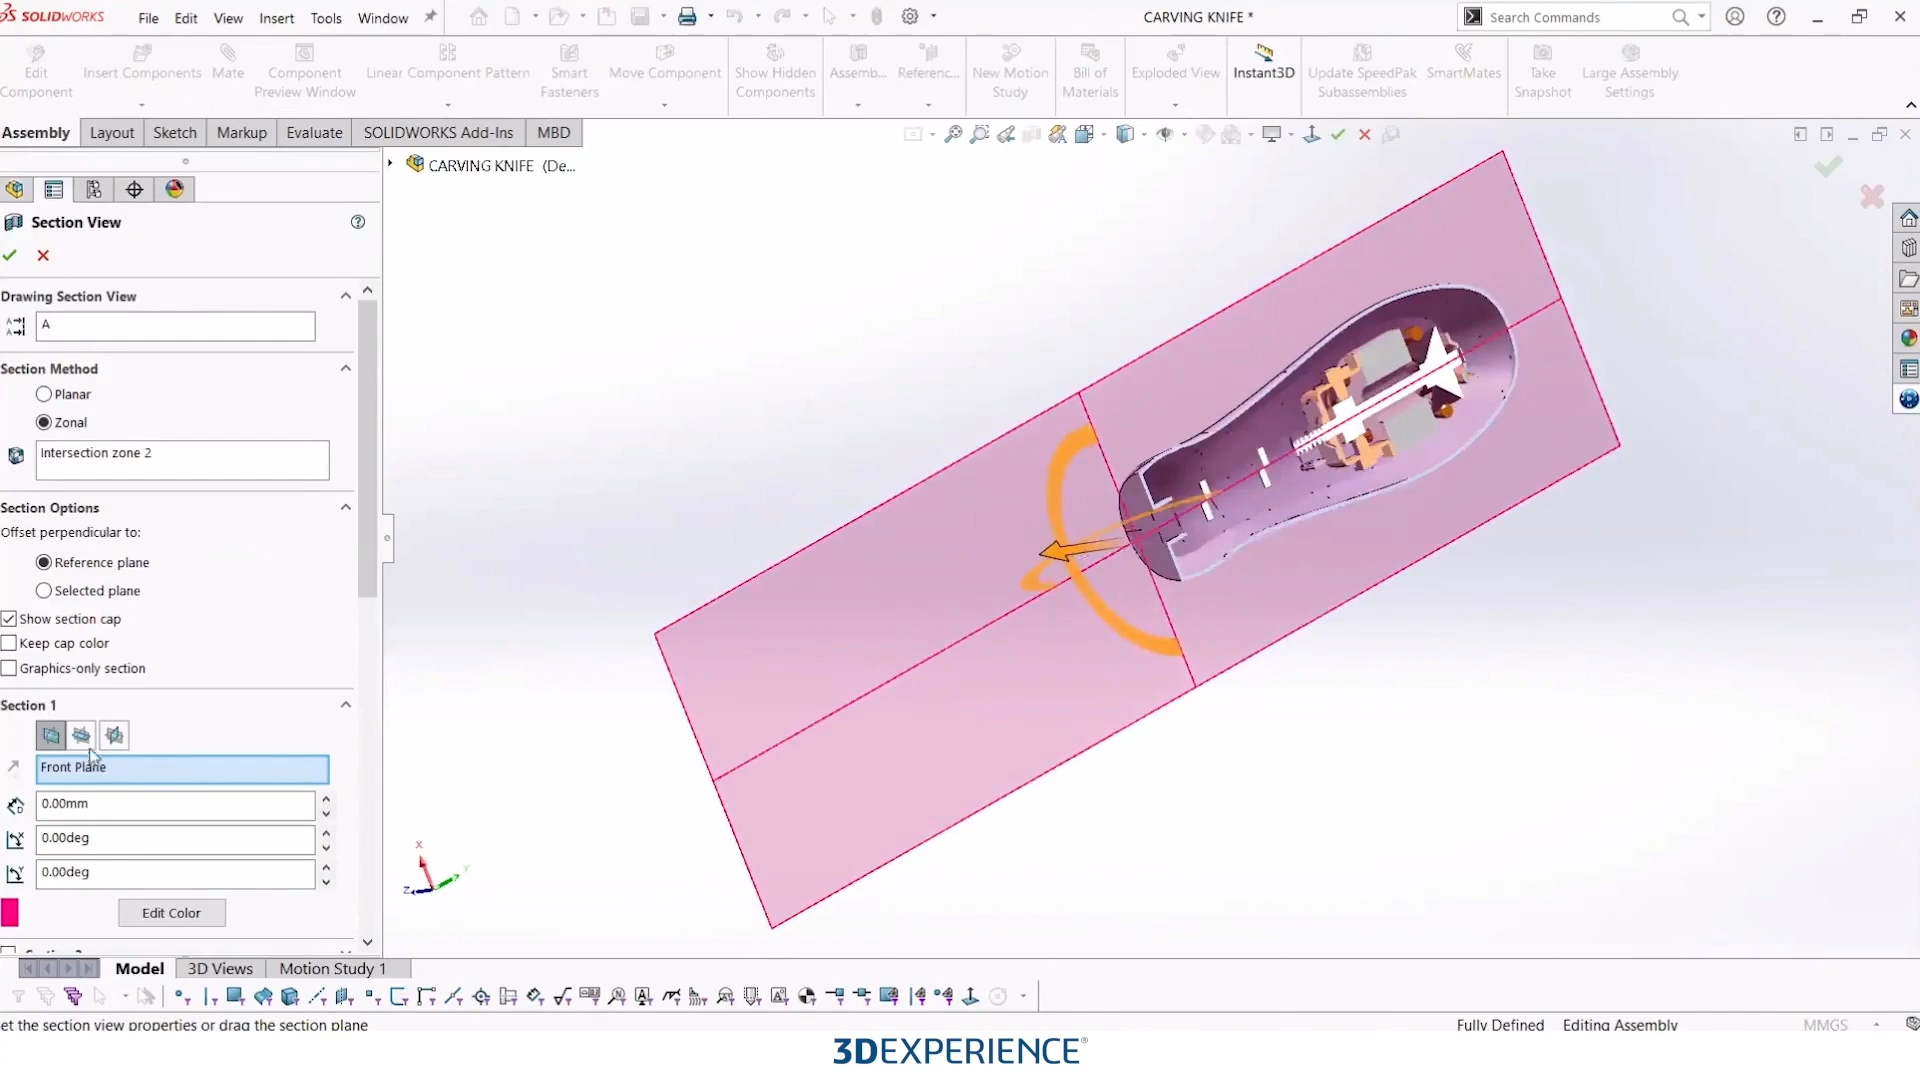 SOLIDWORKS
File Edit View Insert Tools Window
CARVING KNIFE *
Search Commands
Edit Component
Insert Components
Mate
Component Preview Window
Linear Component Pattern
Smart Fasteners
Move Component
Show Hidden Components
Assemb...
Referenc...
New Motion Study
Bill of Materials
Exploded View
Instant3D
Update SpeedPak Subassemblies
SmartMates
Take Snapshot
Large Assembly Settings
Assembly Layout Sketch Markup Evaluate SOLIDWORKS Add-Ins MBD
CARVING KNIFE (De...
Section View
Drawing Section View
A
Section Method
Planar
Zonal
Intersection zone 2
Section Options
Offset perpendicular to:
Reference plane
Selected plane
Show section cap
Keep cap color
Graphics-only section
Section 1
Front Plane
0.00mm
0.00deg
0.00deg
Edit Color
X
Y
Z
Model 3D Views Motion Study 1
et the section view properties or drag the section plane
Fully Defined Editing Assembly MMGS
3DEXPERIENCE®